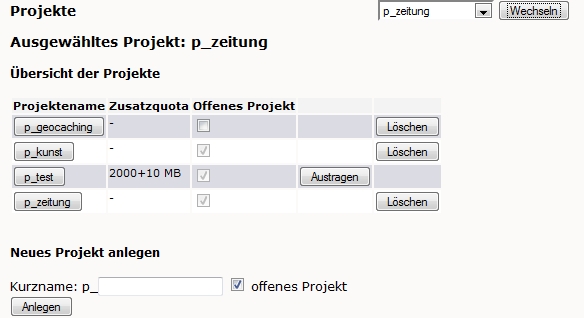 Projekte p_zeitung Wechseln
Ausgewähltes Projekt: p_zeitung
Übersicht der Projekte
Projektename Zusatzquota Offenes Projekt
p_geocaching - Löschen
p_kunst - Löschen
p_test 2000+10 MB Austragen
p_zeitung - Löschen
Neues Projekt anlegen
Kurzname: p_ offenes Projekt
Anlegen